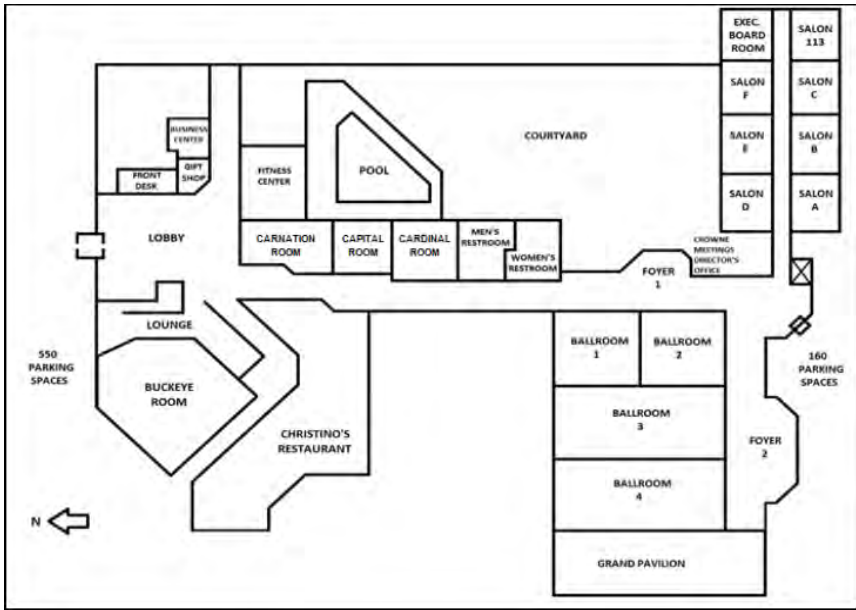 EXEC.
BOARD
ROOM
SALON
113
SALON
F
SALON
C
BUSINESS
CENTER
COURTYARD
SALON
E
SALON
B
GIFT
SHOP
FRONT
DESK
FITNESS
CENTER
POOL
SALON
D
SALON
A
LOBBY
CARNATION
ROOM
CAPITAL
ROOM
CARDINAL
ROOM
MEN'S
RESTROOM
WOMEN'S
RESTROOM
CROWNE
MEETINGS
DIRECTOR'S
OFFICE
FOYER
1
LOUNGE
550
PARKING
SPACES
BUCKEYE
ROOM
BALLROOM
1
BALLROOM
2
160
PARKING
SPACES
CHRISTINO'S
RESTAURANT
BALLROOM
3
FOYER
2
BALLROOM
4
N
GRAND PAVILION